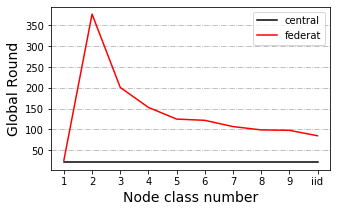 central
federat
Global Round
350
300
250
200
150
100
50
1 2 3 4 5 6 7 8 9 iid
Node class number